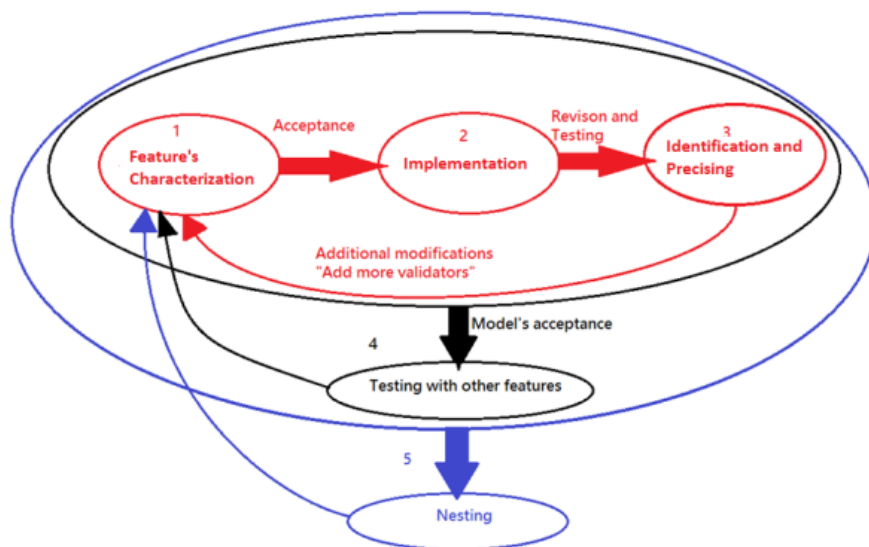 1
Feature's
Characterization
Acceptance
2
Implementation
Revison and
Testing
3
Identification and
Precising
Additional modifications
"Add more validators"
Model's acceptance
4
Testing with other features
5
Nesting